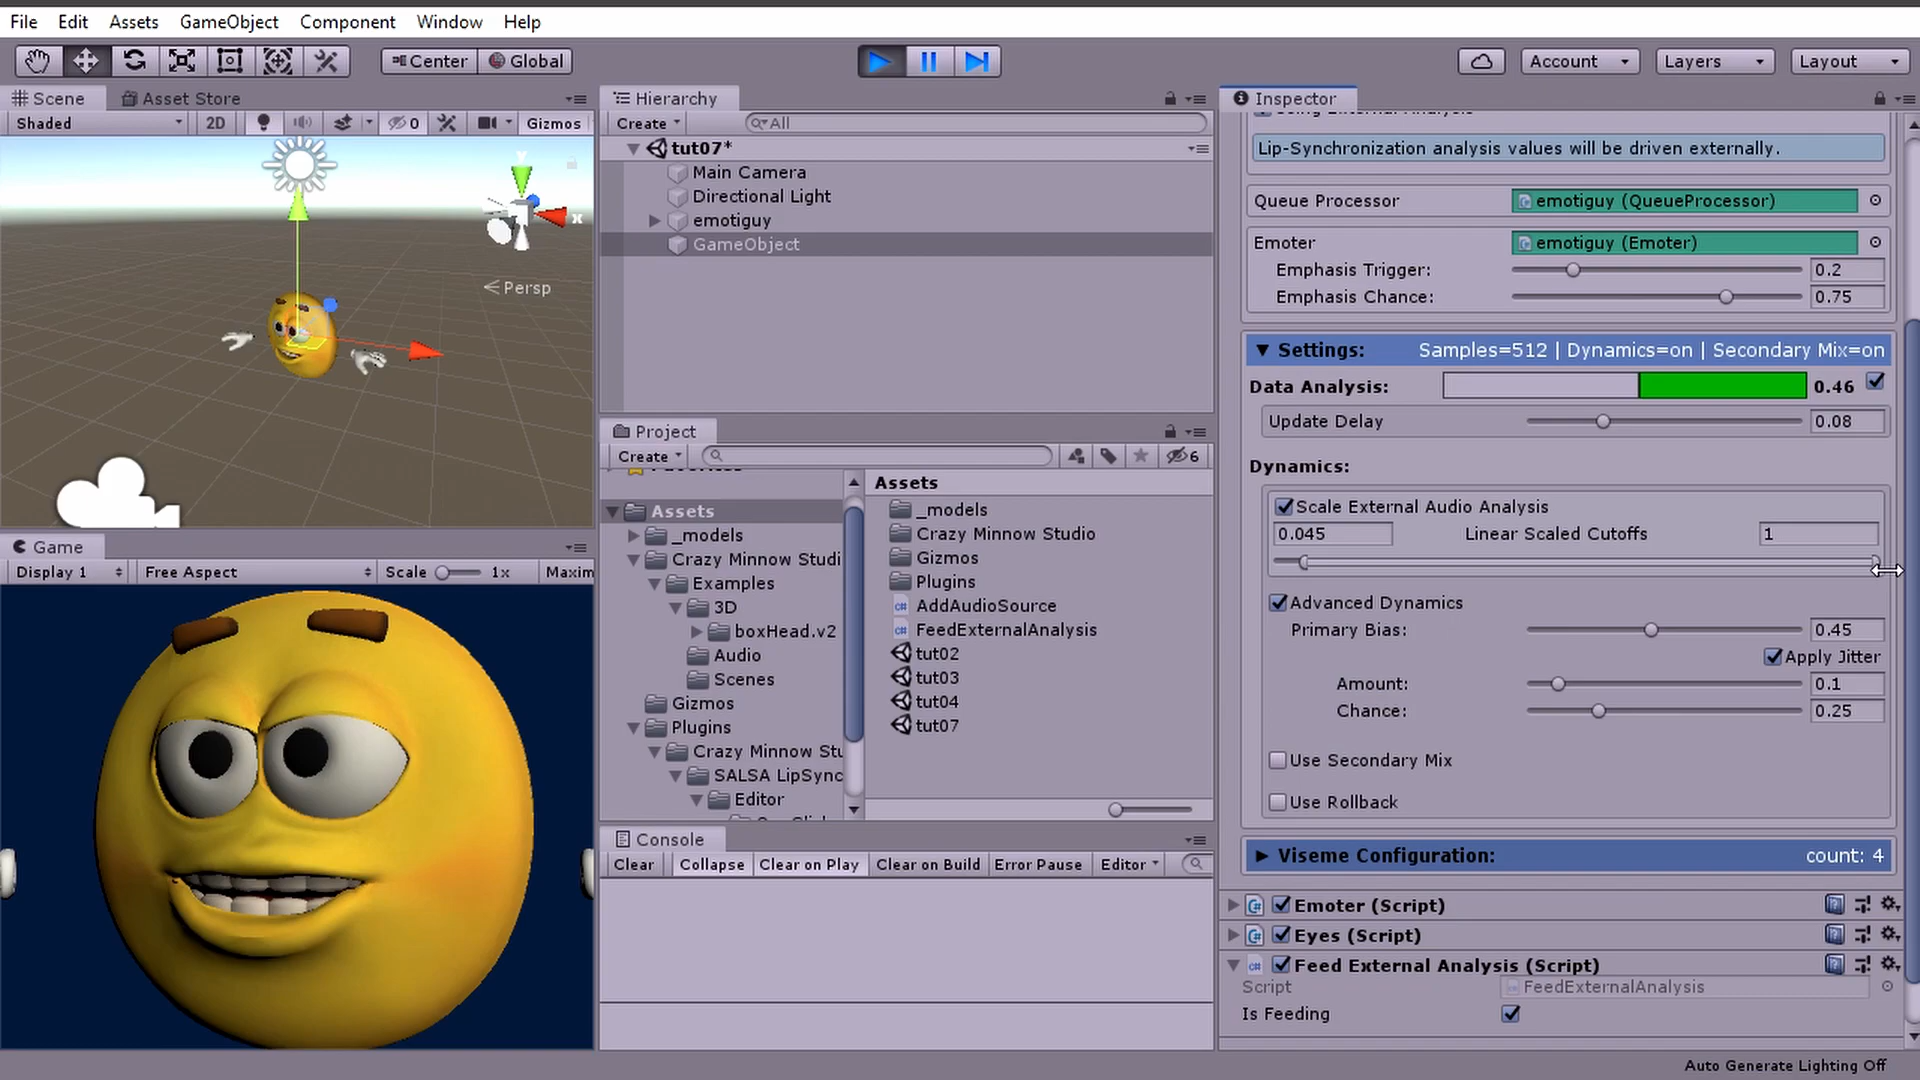 File Edit Assets GameObject Component Window Help
Center Global Account Layers Layout
Scene Asset Store
Shaded 2D 0 Gizmos
x
Persp
Game
Display 1 Free Aspect Scale 1x Maxim
Hierarchy
Create All
tut07*
Main Camera
Directional Light
emotiguy
GameObject
Project
Create 6
Assets
_models
Crazy Minnow Studi
Examples
3D
boxHead.v2
Audio
Scenes
Gizmos
Plugins
Crazy Minnow Stu
SALSA LipSync
Editor
Assets
_models
Crazy Minnow Studio
Gizmos
Plugins
AddAudioSource
FeedExternalAnalysis
tut02
tut03
tut04
tut07
Console
Clear Collapse Clear on Play Clear on Build Error Pause Editor
Inspector
Lip-Synchronization analysis values will be driven externally.
Queue Processor emotiguy (QueueProcessor)
Emoter emotiguy (Emoter)
Emphasis Trigger: 0.2
Emphasis Chance: 0.75
Settings: Samples=512 | Dynamics=on | Secondary Mix=on
Data Analysis: 0.46
Update Delay 0.08
Dynamics:
Scale External Audio Analysis
0.045 Linear Scaled Cutoffs 1
Advanced Dynamics
Primary Bias: 0.45
Apply Jitter
Amount: 0.1
Chance: 0.25
Use Secondary Mix
Use Rollback
Viseme Configuration: count: 4
Emoter (Script)
Eyes (Script)
Feed External Analysis (Script)
Script FeedExternalAnalysis
Is Feeding
Auto Generate Lighting Off